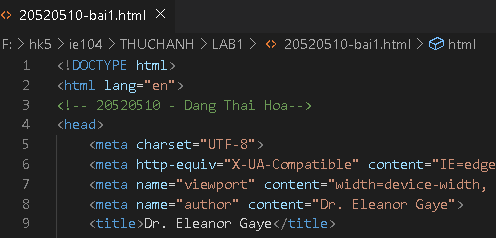 20520510-bai1.html
F: > hk5 > ie104 > THUCHANH > LAB1 > 20520510-bai1.html > html
1 <!DOCTYPE html>
2 <html lang="en">
3 <!-- 20520510 - Dang Thai Hoa-->
4 <head>
5 <meta charset="UTF-8">
6 <meta http-equiv="X-UA-Compatible" content="IE=edge
7 <meta name="viewport" content="width=device-width,
8 <meta name="author" content="Dr. Eleanor Gaye">
9 <title>Dr. Eleanor Gaye</title>